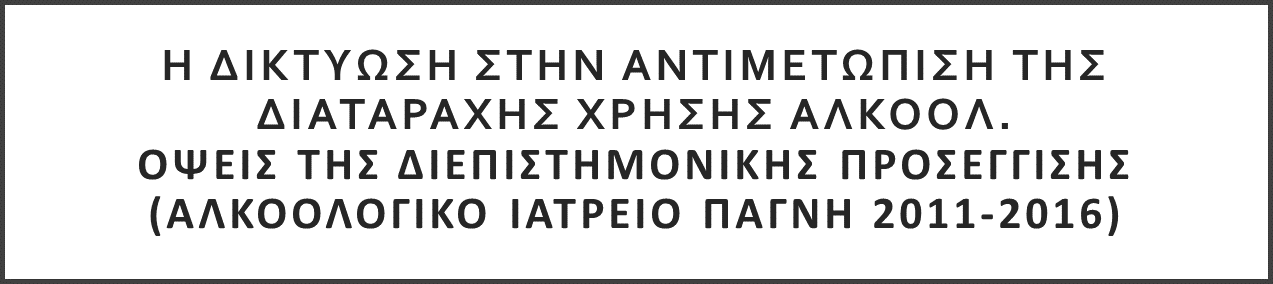 Η ΔΙΚΤΥΩΣΗ ΣΤΗΝ ΑΝΤΙΜΕΤΩΠΙΣΗ ΤΗΣ
ΔΙΑΤΑΡΑΧΗΣ ΧΡΗΣΗΣ ΑΛΚΟΟΛ.
ΟΨΕΙΣ ΤΗΣ ΔΙΕΠΙΣΤΗΜΟΝΙΚΗΣ ΠΡΟΣΕΓΓΙΣΗΣ
(ΑΛΚΟΟΛΟΓΙΚΟ ΙΑΤΡΕΙΟ ΠΑΓΝΗ 2011-2016)